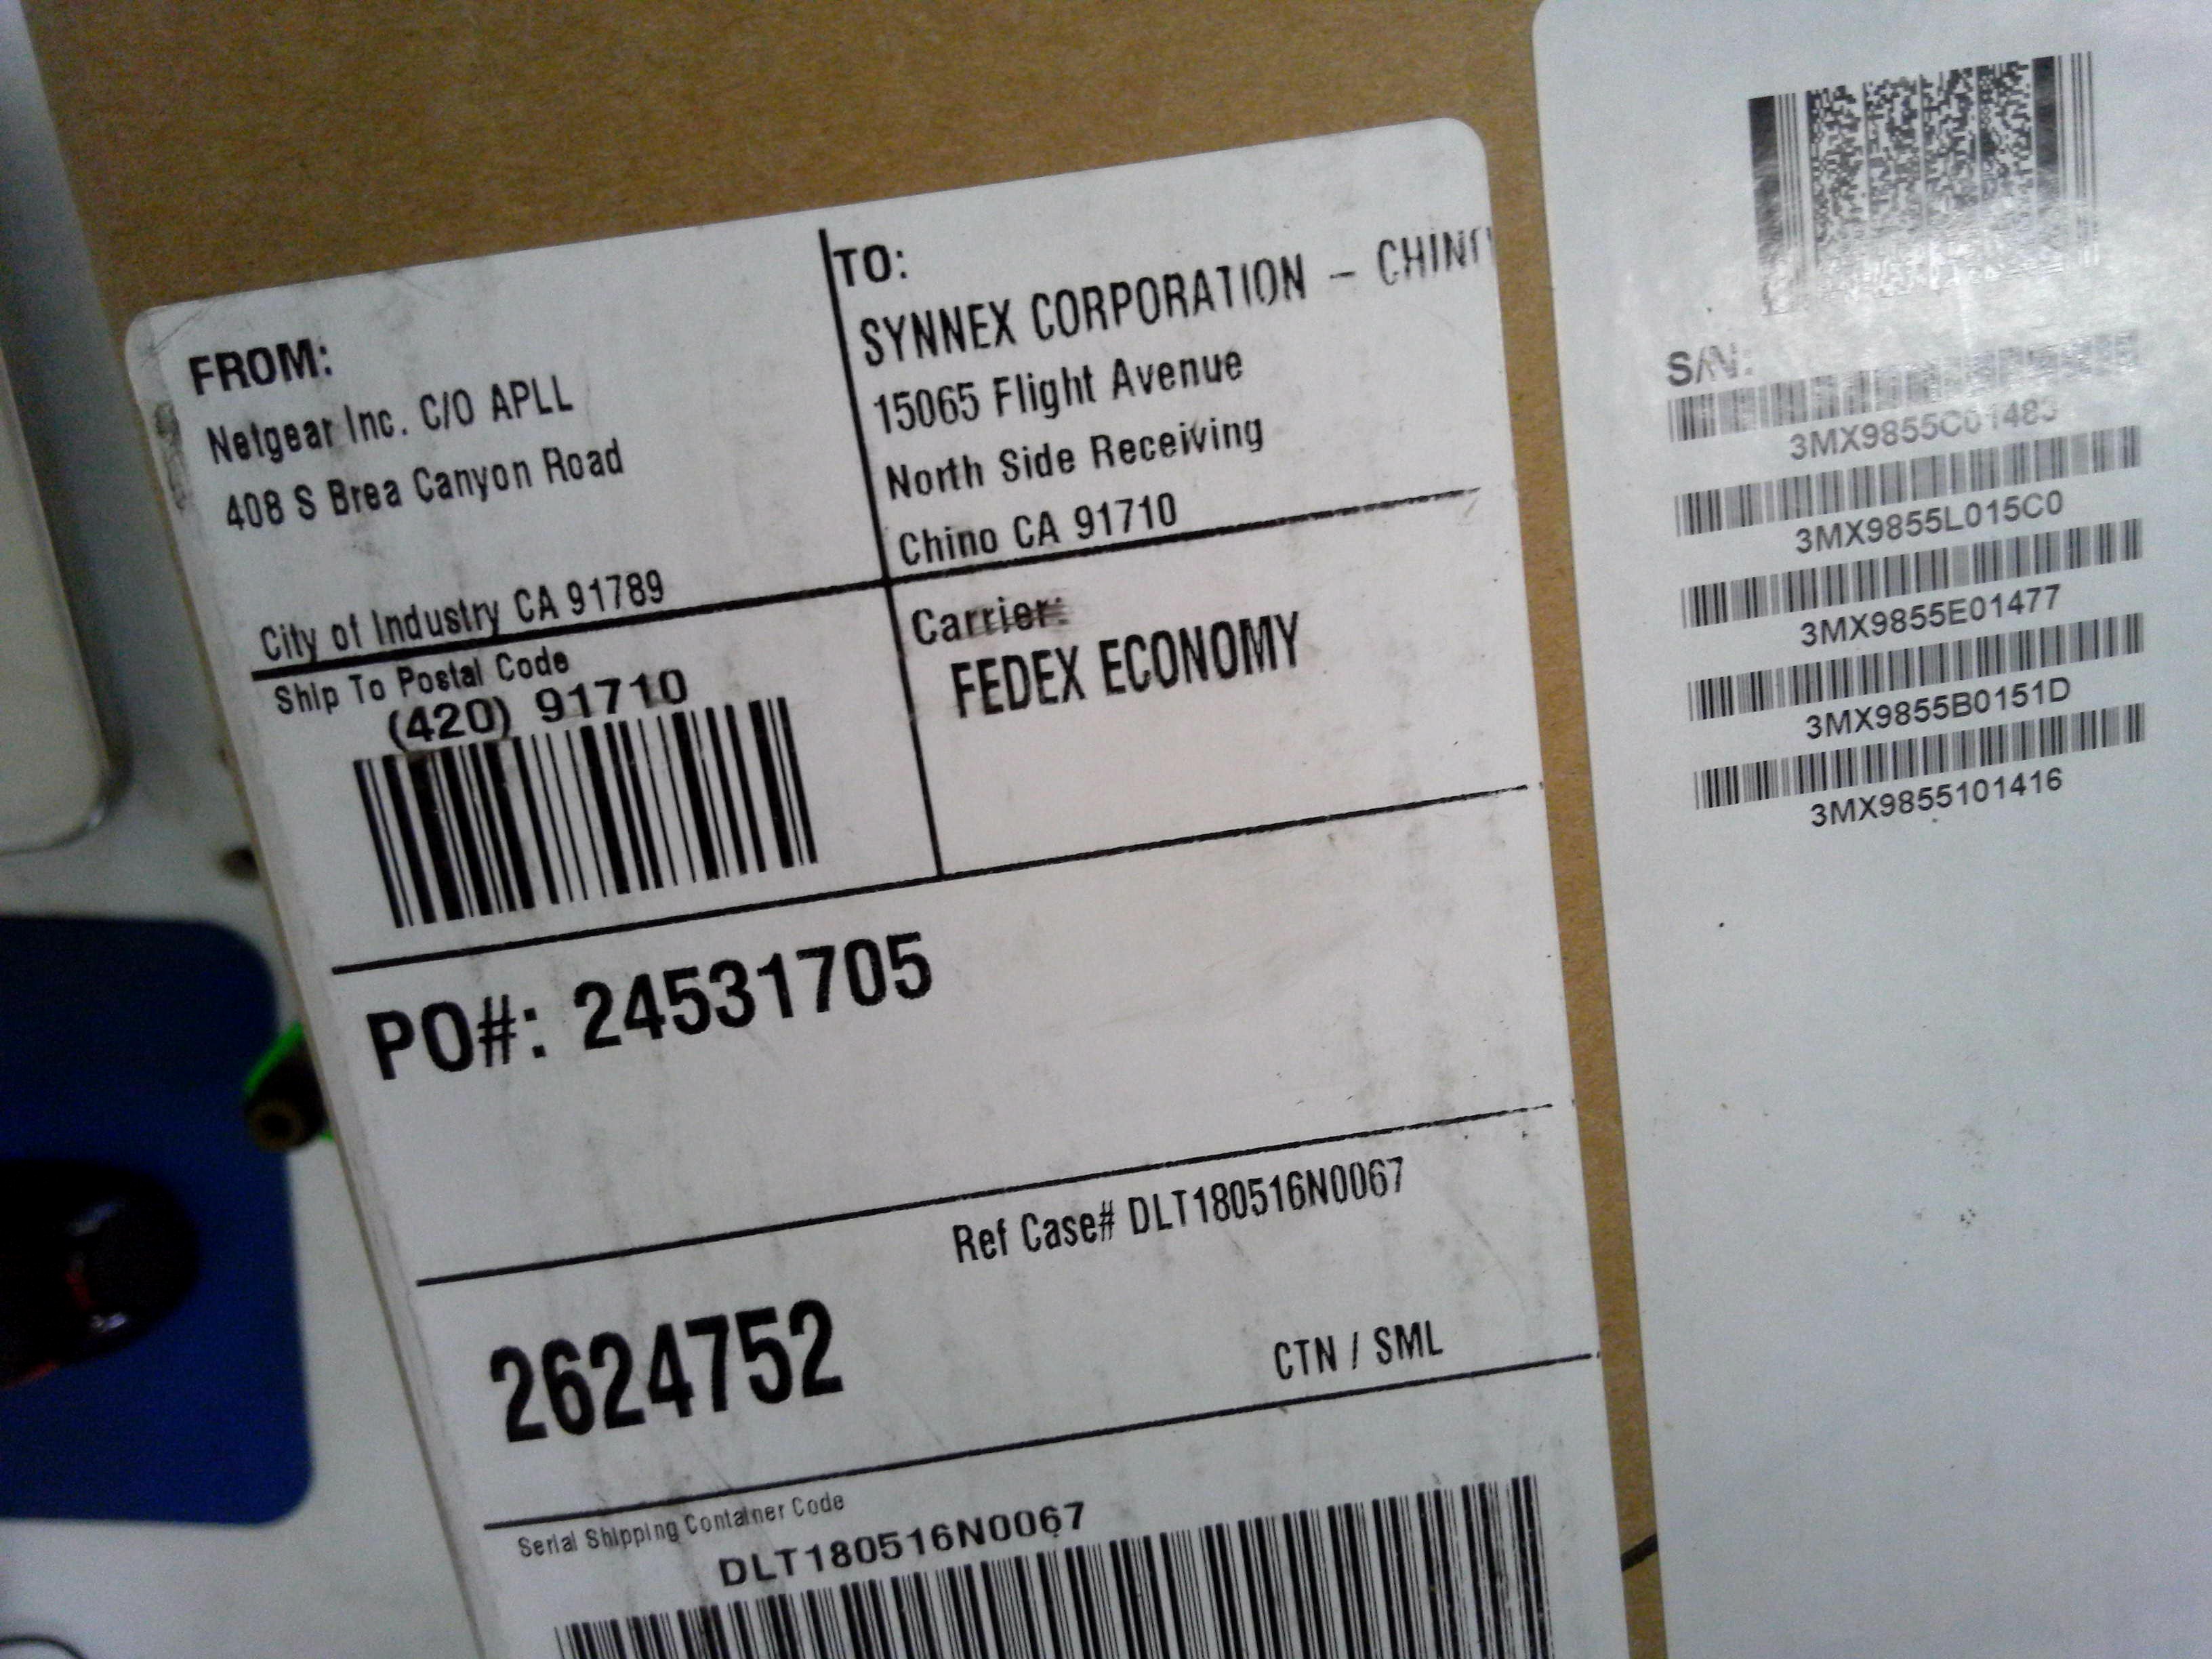 FROM:
Netgear Inc. C/O APLL
408 S Brea Canyon Road
City of Industry CA 91789
TO:
SYNNEX CORPORATION – CHINO
15065 Flight Avenue
North Side Receiving
Chino CA 91710
Ship To Postal Code
(420) 91710
Carrier:
FEDEX ECONOMY
PO#: 24531705
Ref Case# DLT180516N0067
2624752
CTN / SML
Serial Shipping Container Code
DLT180516N0067
S/N:
3MX9855C01483
3MX9855L015C0
3MX9855E01477
3MX9855B0151D
3MX9855101416